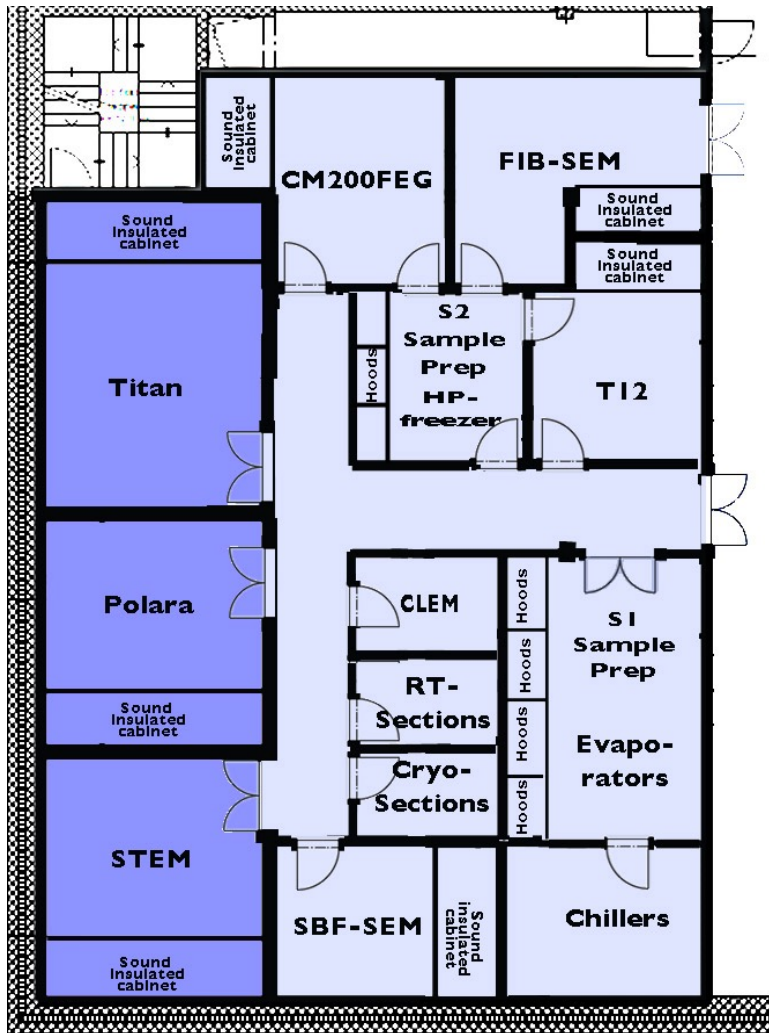 Sound
Insulated
cabinet
CM200FEG
FIB-SEM
Sound
Insulated
cabinet
Sound
Insulated
cabinet
Sound
Insulated
cabinet
Titan
Hoods
S2
Sample
Prep
HP-
freezer
T12
Polara
Sound
Insulated
cabinet
CLEM
RT-
Sections
Cryo-
Sections
Hoods
Hoods
Hoods
Hoods
S1
Sample
Prep
Evapo-
rators
STEM
Sound
Insulated
cabinet
SBF-SEM
Sound
insulated
cabinet
Chillers